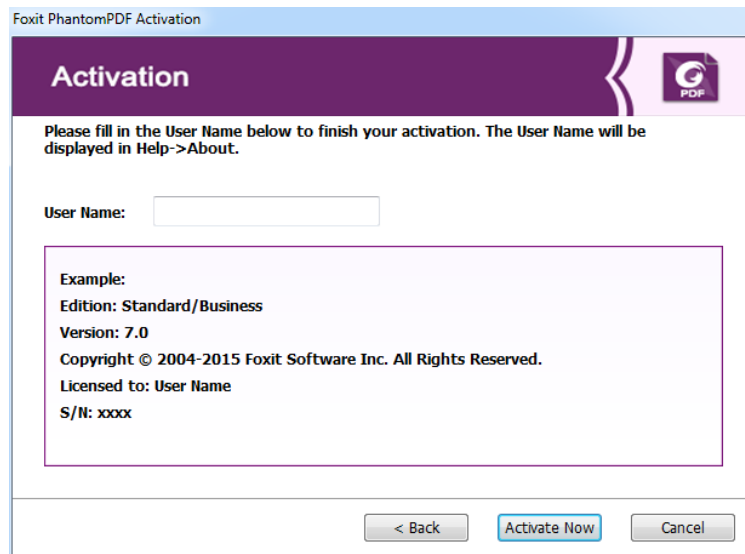 Foxit PhantomPDF Activation
Activation
PDF
Please fill in the User Name below to finish your activation. The User Name will be
displayed in Help->About.
User Name:
Example:
Edition: Standard/Business
Version: 7.0
Copyright © 2004-2015 Foxit Software Inc. All Rights Reserved.
Licensed to: User Name
S/N: xxxx
< Back
Activate Now
Cancel